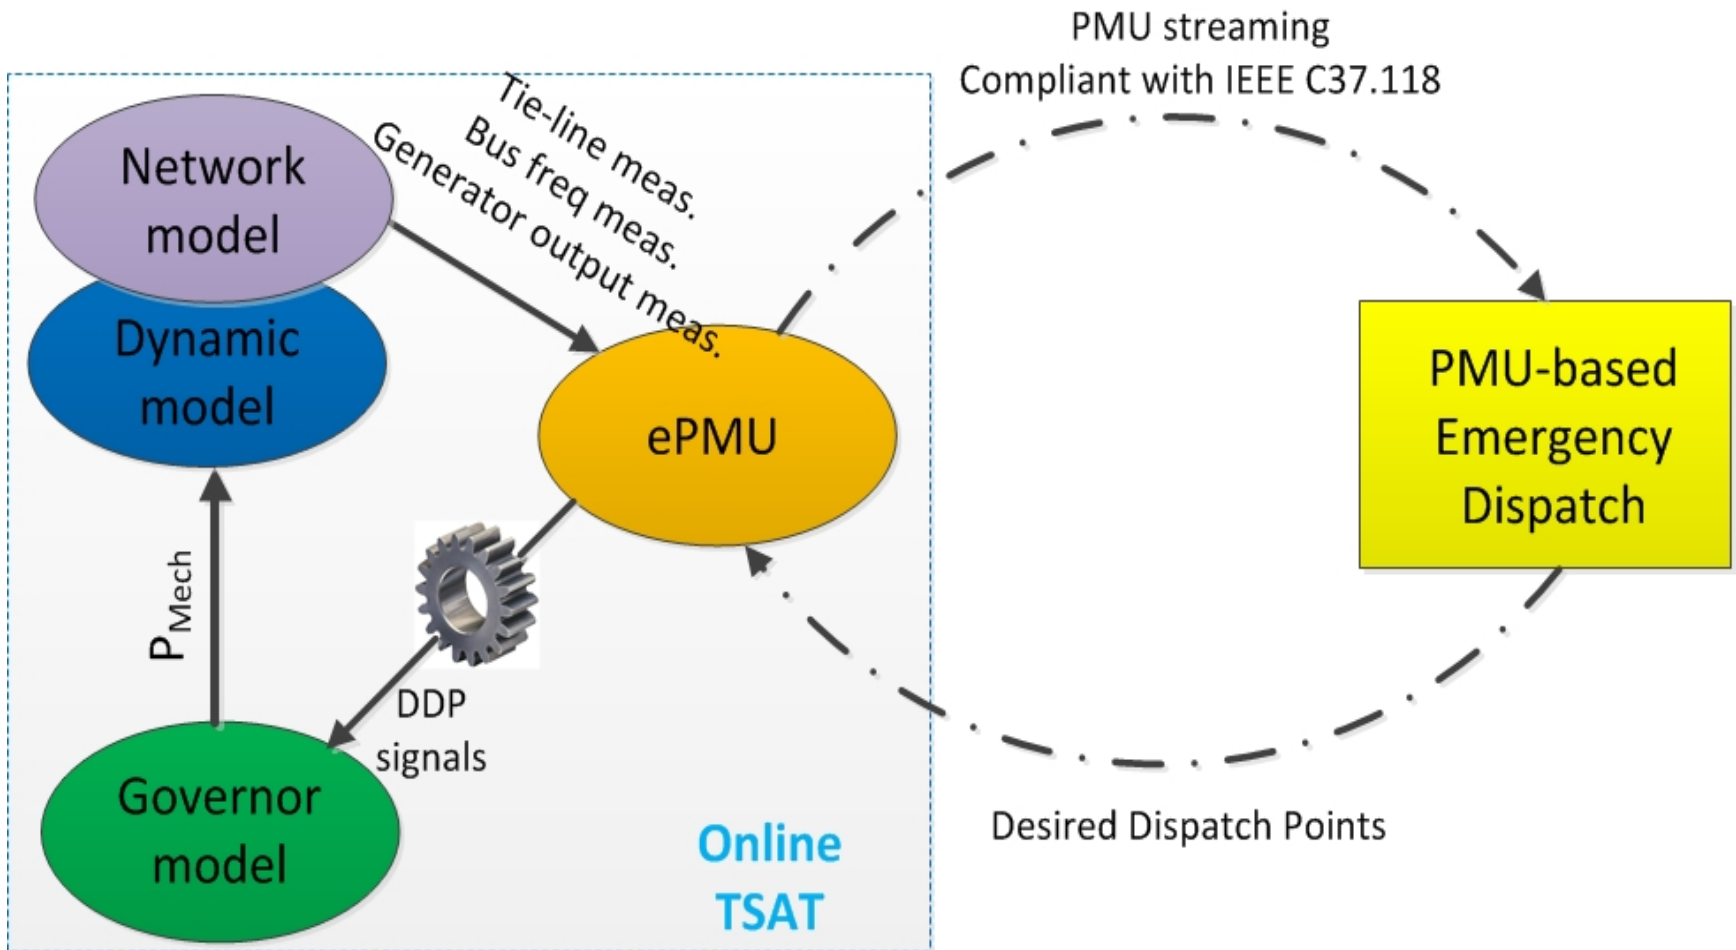 PMU streaming
Compliant with IEEE C37.118
Tie-line meas.
Bus freq meas.
Generator output meas.
Network
model
Dynamic
model
ePMU
PMU-based
Emergency
Dispatch
P_Mech
DDP
signals
Governor
model
Desired Dispatch Points
Online
TSAT